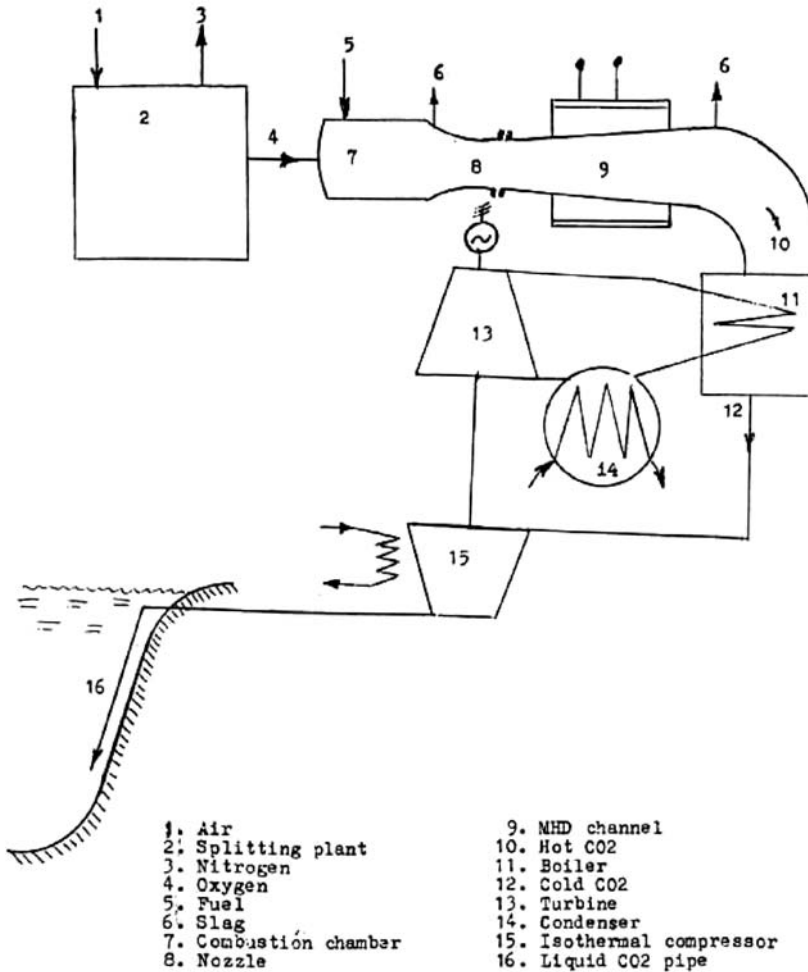 1
3
5
6
6
2
4
7
8
9
10
11
13
12
14
15
16
1. Air
2. Splitting plant
3. Nitrogen
4. Oxygen
5. Fuel
6. Slag
7. Combustion chamber
8. Nozzle
9. MHD channel
10. Hot CO2
11. Boiler
12. Cold CO2
13. Turbine
14. Condenser
15. Isothermal compressor
16. Liquid CO2 pipe